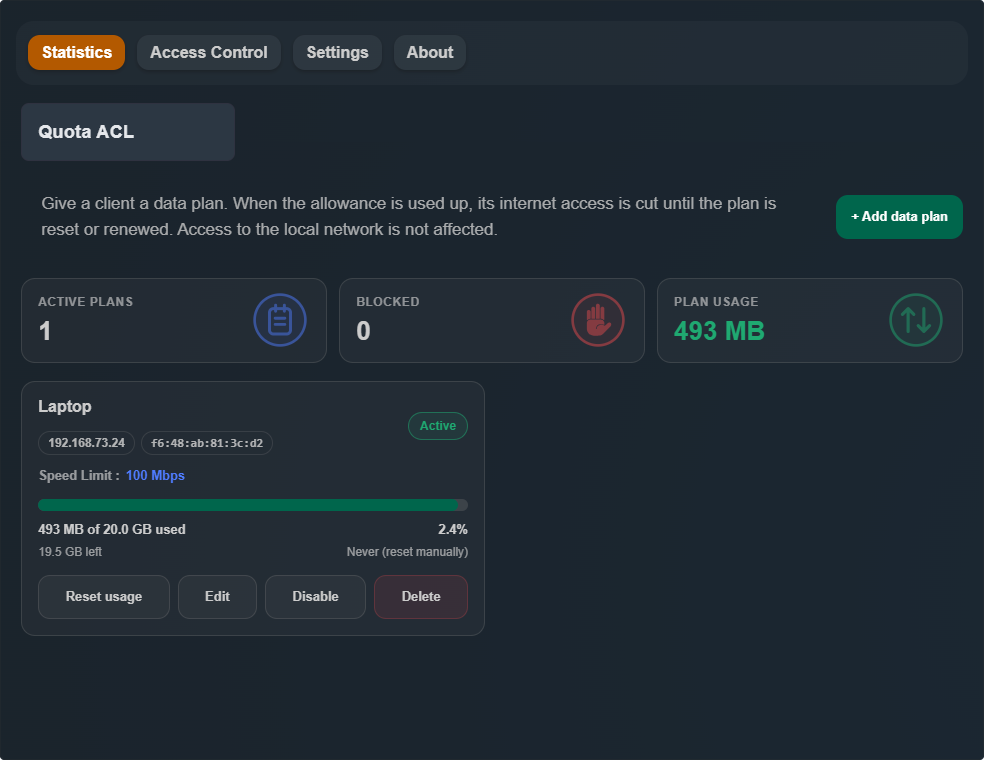 Statistics Access Control Settings About
Quota ACL
Give a client a data plan. When the allowance is used up, its internet access is cut until the plan is
reset or renewed. Access to the local network is not affected.
+ Add data plan
ACTIVE PLANS
1
BLOCKED
0
PLAN USAGE
493 MB
Laptop
Active
192.168.73.24 f6:48:ab:81:3c:d2
Speed Limit : 100 Mbps
493 MB of 20.0 GB used 2.4%
19.5 GB left Never (reset manually)
Reset usage Edit Disable Delete